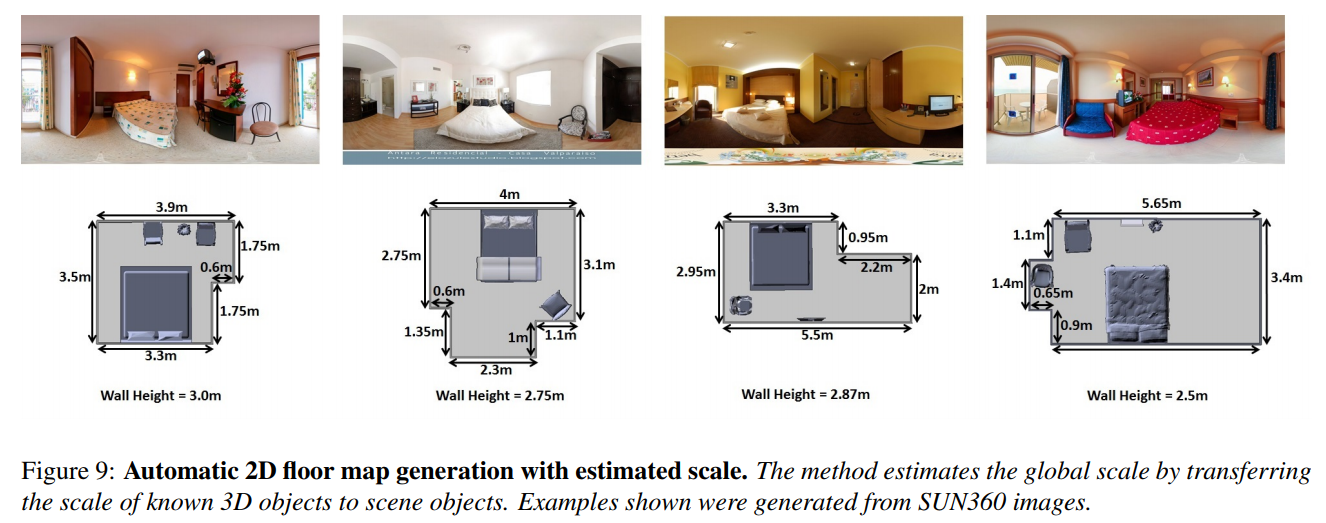 Antara Residencial - Casa Valparaiso
3.9m
1.75m
0.6m
3.5m
1.75m
3.3m
Wall Height = 3.0m
4m
2.75m
3.1m
0.6m
1.35m
1m
1.1m
2.3m
Wall Height = 2.75m
3.3m
0.95m
2.95m
2.2m
2m
5.5m
Wall Height = 2.87m
5.65m
1.1m
1.4m
0.65m
3.4m
0.9m
Wall Height = 2.5m
Figure 9: Automatic 2D floor map generation with estimated scale. The method estimates the global scale by transferring
the scale of known 3D objects to scene objects. Examples shown were generated from SUN360 images.